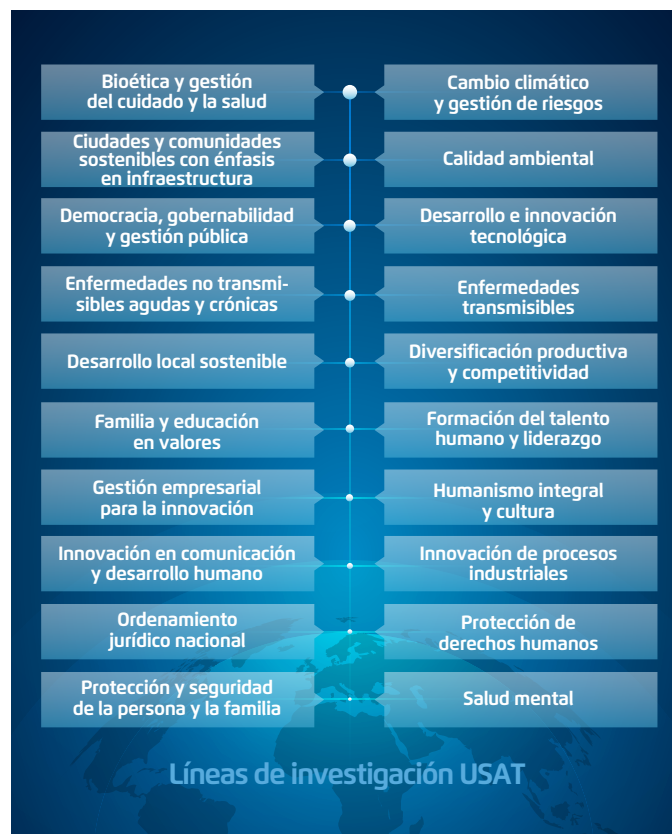 Bioética y gestión
del cuidado y la salud
Cambio climático
y gestión de riesgos
Ciudades y comunidades
sostenibles con énfasis
en infraestructura
Calidad ambiental
Democracia, gobernabilidad
y gestión pública
Desarrollo e innovación
tecnológica
Enfermedades no transmi-
sibles agudas y crónicas
Enfermedades
transmisibles
Desarrollo local sostenible
Diversificación productiva
y competitividad
Familia y educación
en valores
Formación del talento
humano y liderazgo
Gestión empresarial
para la innovación
Humanismo integral
y cultura
Innovación en comunicación
y desarrollo humano
Innovación de procesos
industriales
Ordenamiento
jurídico nacional
Protección de
derechos humanos
Protección y seguridad
de la persona y la familia
Salud mental
Líneas de investigación USAT